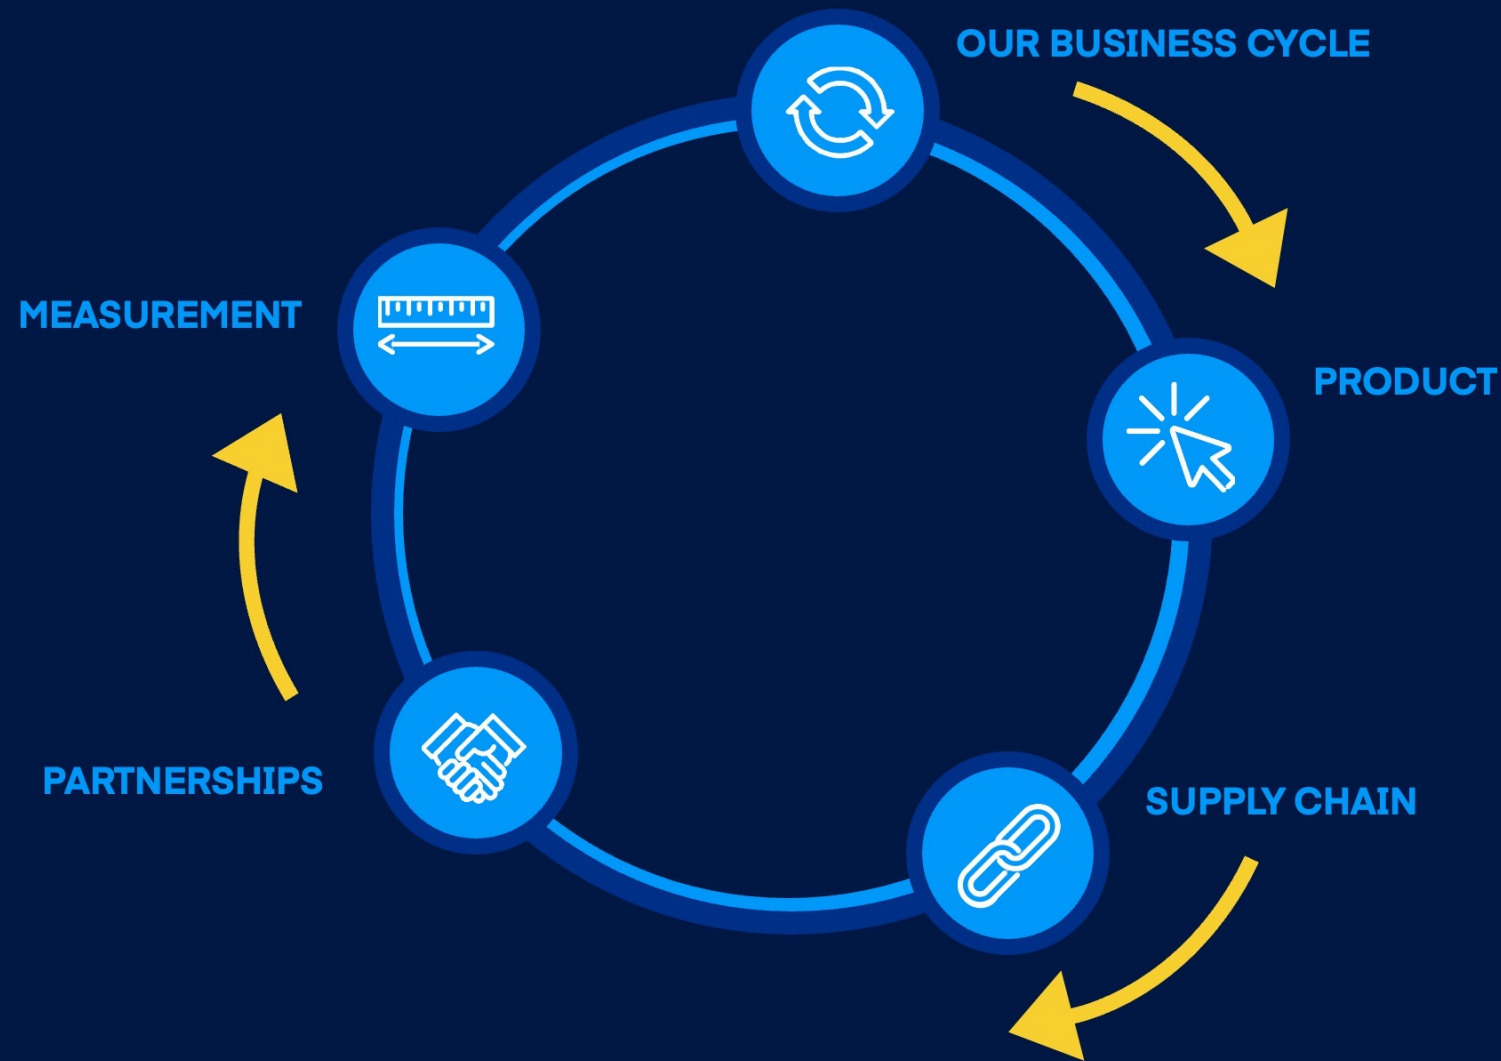 OUR BUSINESS CYCLE
PRODUCT
SUPPLY CHAIN
PARTNERSHIPS
MEASUREMENT